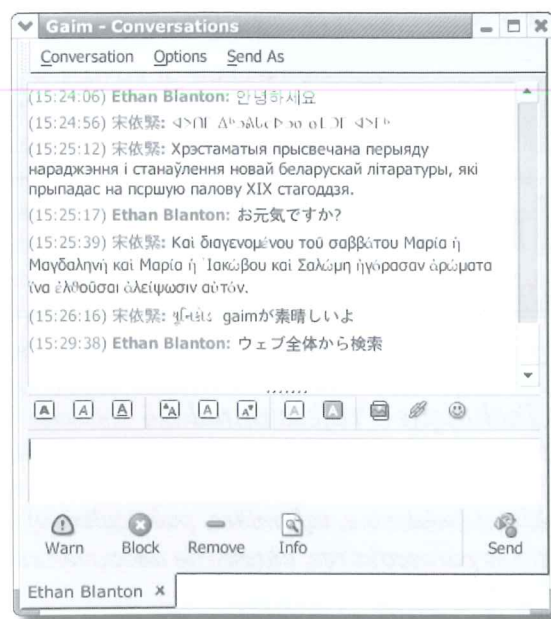 Gaim - Conversations
Conversation Options Send As
(15:24:06) Ethan Blanton: 안녕하세요
(15:24:56) 宋依緊:
(15:25:12) 宋依緊: Хрэстаматыя прысвечана перыяду
нараджэння і станаўлення новай беларускай літаратуры, які
прыпадае на першую палову XIX стагоддзя.
(15:25:17) Ethan Blanton: お元気ですか?
(15:25:39) 宋依緊: Καὶ διαγενομένου τοῦ σαββάτου Μαρία ἡ
Μαγδαληνὴ καὶ Μαρία ἡ Ἰακώβου καὶ Σαλώμη ἠγόρασαν ἀρώματα
ἵνα ἐλθοῦσαι ἀλείψωσιν αὐτόν.
(15:26:16) 宋依緊: gaimが素晴しいよ
(15:29:38) Ethan Blanton: ウェブ全体から検索
Warn Block Remove Info Send
Ethan Blanton